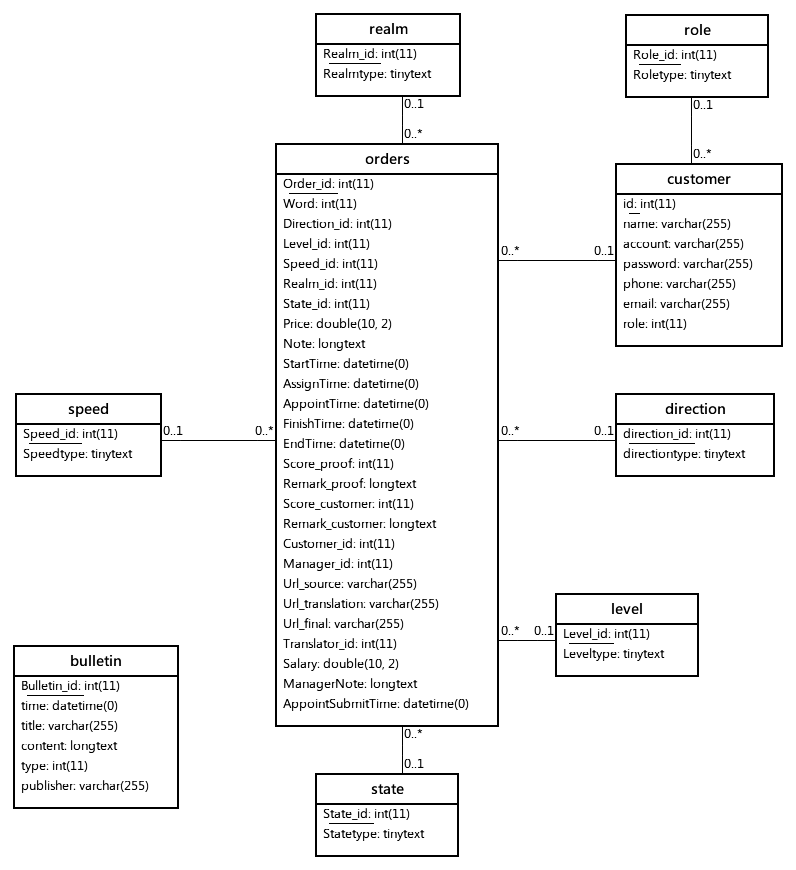 realm
Realm_id: int(11)
Realmtype: tinytext
role
Role_id: int(11)
Roletype: tinytext
0..1
0..*
0..1
0..*
orders
Order_id: int(11)
Word: int(11)
Direction_id: int(11)
Level_id: int(11)
Speed_id: int(11)
Realm_id: int(11)
State_id: int(11)
Price: double(10, 2)
Note: longtext
StartTime: datetime(0)
AssignTime: datetime(0)
AppointTime: datetime(0)
FinishTime: datetime(0)
EndTime: datetime(0)
Score_proof: int(11)
Remark_proof: longtext
Score_customer: int(11)
Remark_customer: longtext
Customer_id: int(11)
Manager_id: int(11)
Url_source: varchar(255)
Url_translation: varchar(255)
Url_final: varchar(255)
Translator_id: int(11)
Salary: double(10, 2)
ManagerNote: longtext
AppointSubmitTime: datetime(0)
customer
id: int(11)
name: varchar(255)
account: varchar(255)
password: varchar(255)
phone: varchar(255)
email: varchar(255)
role: int(11)
0..* 0..1
speed
Speed_id: int(11)
Speedtype: tinytext
0..1 0..*
direction
direction_id: int(11)
directiontype: tinytext
0..* 0..1
level
Level_id: int(11)
Leveltype: tinytext
0..* 0..1
bulletin
Bulletin_id: int(11)
time: datetime(0)
title: varchar(255)
content: longtext
type: int(11)
publisher: varchar(255)
0..*
0..1
state
State_id: int(11)
Statetype: tinytext